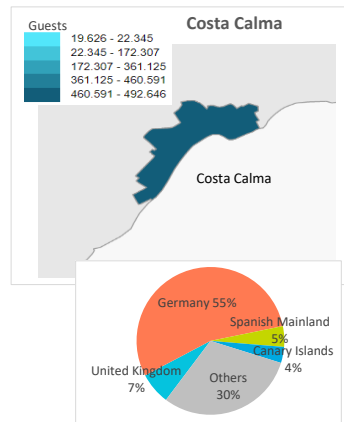 Guests
Costa Calma
19.626 - 22.345
22.345 - 172.307
172.307 - 361.125
361.125 - 460.591
460.591 - 492.646
Costa Calma
Germany 55%
Spanish Mainland
5%
Canary Islands
4%
United Kingdom
7%
Others
30%